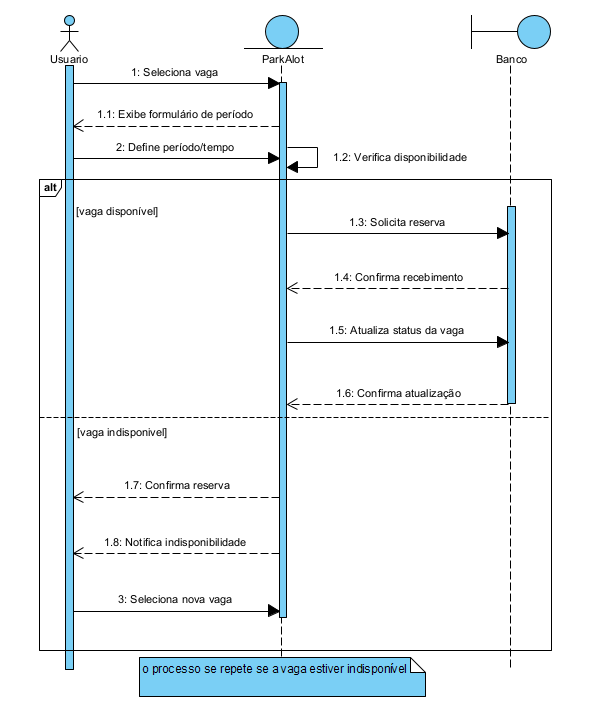 Usuario
ParkAlot
Banco
1: Seleciona vaga
1.1: Exibe formulário de período
2: Define período/tempo
1.2: Verifica disponibilidade
alt
[vaga disponível]
1.3: Solicita reserva
1.4: Confirma recebimento
1.5: Atualiza status da vaga
1.6: Confirma atualização
[vaga indisponivel]
1.7: Confirma reserva
1.8: Notifica indisponibilidade
3: Seleciona nova vaga
o processo se repete se a vaga estiver indisponível